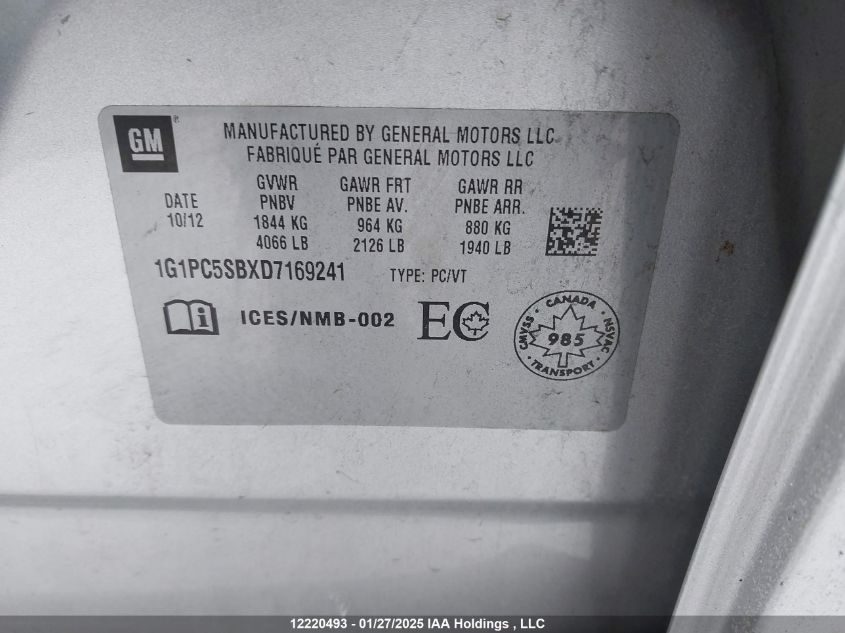 GM
®
MANUFACTURED BY GENERAL MOTORS LLC
FABRIQUÉ PAR GENERAL MOTORS LLC
DATE
10/12
GVWR
PNBV
1844 KG
4066 LB
GAWR FRT
PNBE AV.
964 KG
2126 LB
GAWR RR
PNBE ARR.
880 KG
1940 LB
1G1PC5SBXD7169241
TYPE: PC/VT
i
ICES/NMB-002
EC
CANADA
CMVSS
NSVAC
985
TRANSPORT
12220493 - 01/27/2025 IAA Holdings , LLC